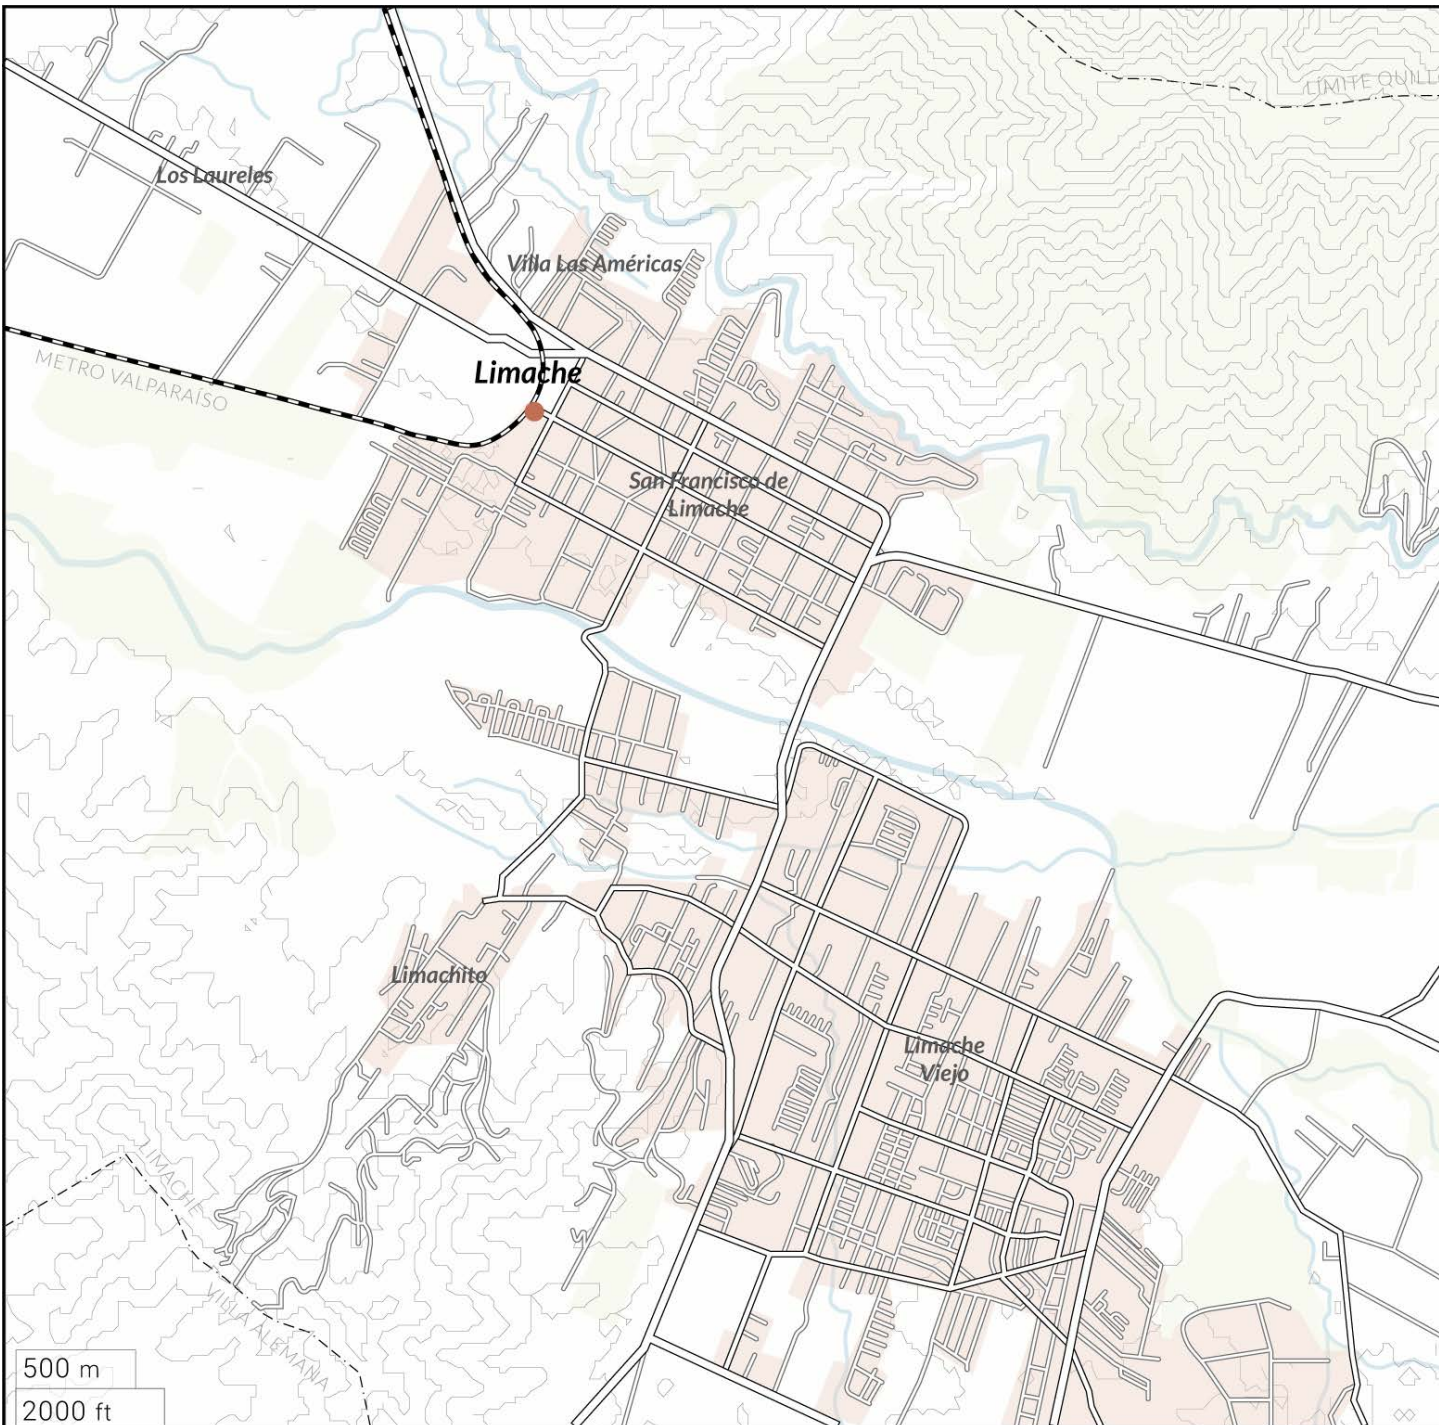 LÍMITE QUILL
Los Laureles
Villa Las Américas
METRO VALPARAÍSO
Limache
San Francisco de
Limache
Limachito
Limache
Viejo
LIMACHE
VILLA ALEMANA
500 m
2000 ft